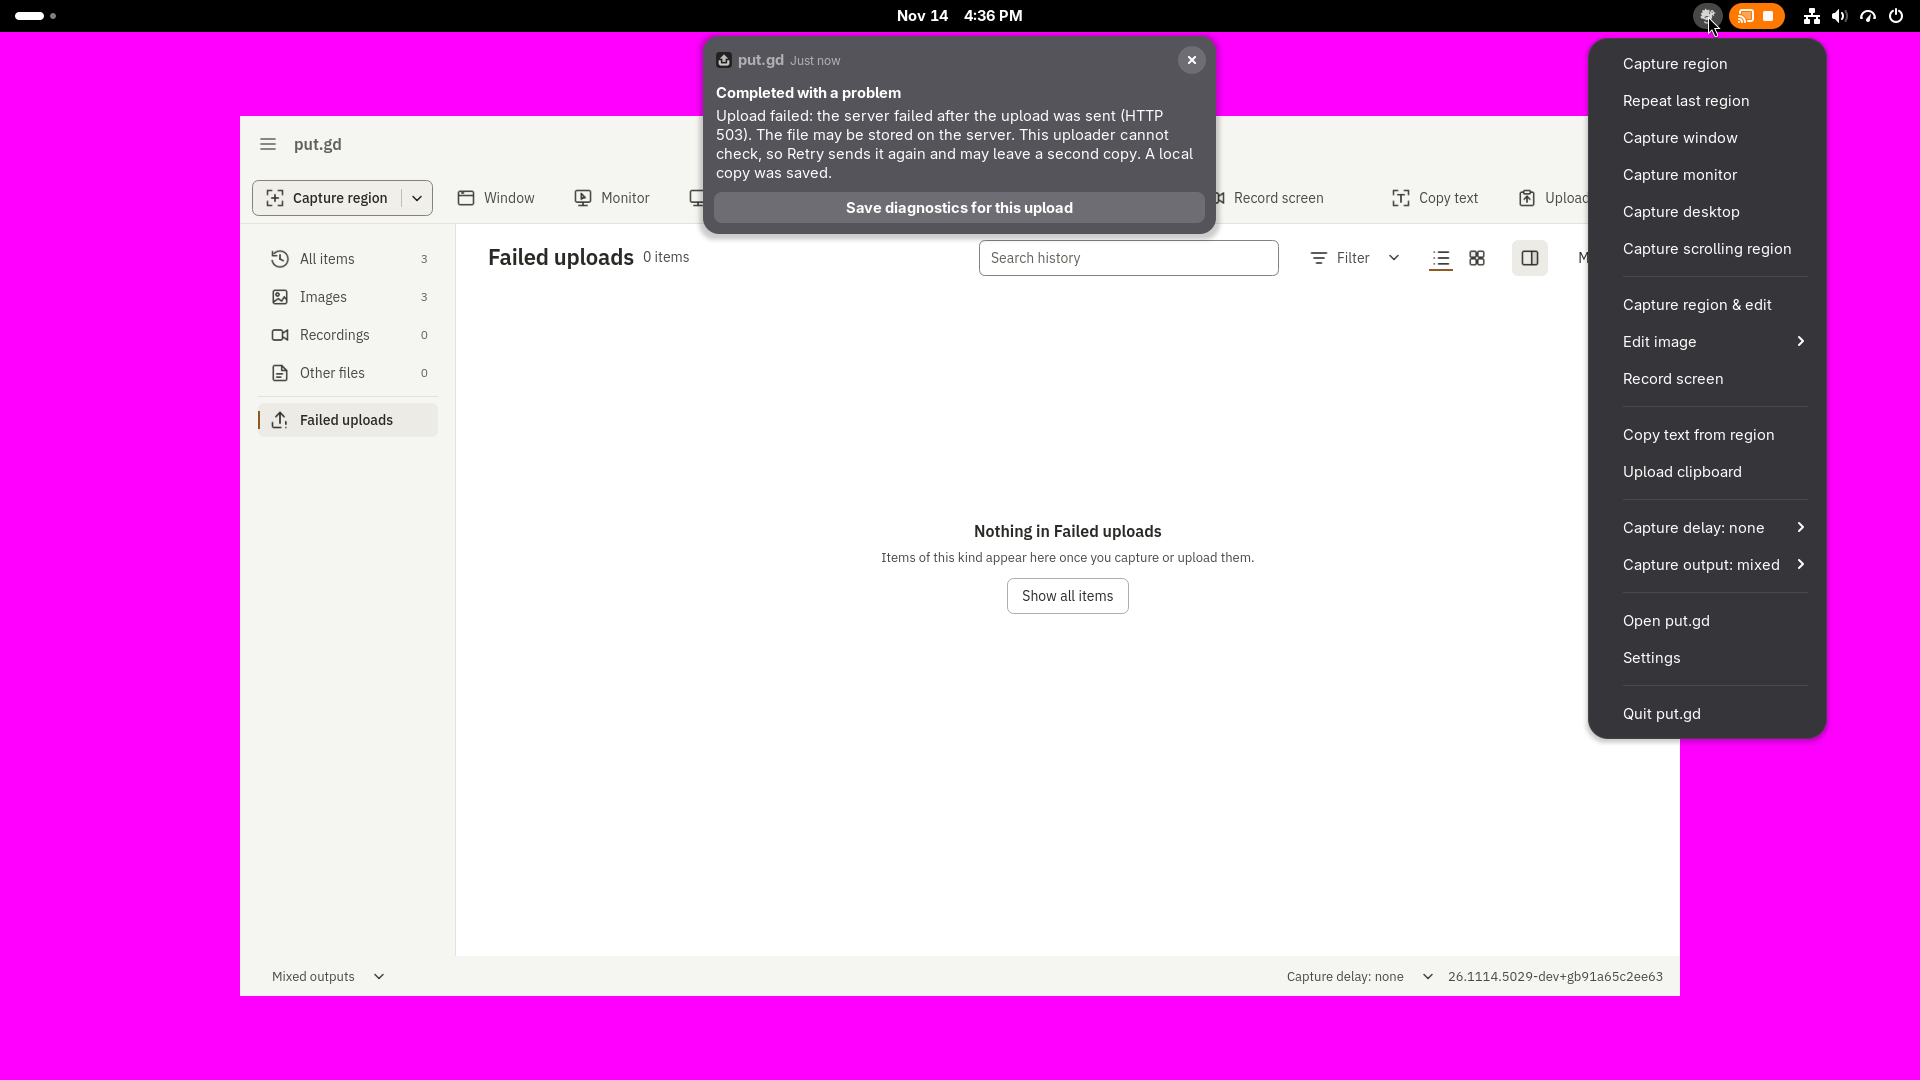 Nov 14 4:36 PM
put.gd Just now
Completed with a problem
Upload failed: the server failed after the upload was sent (HTTP
503). The file may be stored on the server. This uploader cannot
check, so Retry sends it again and may leave a second copy. A local
copy was saved.
Save diagnostics for this upload
put.gd
Capture region
Window
Monitor
Record screen
Copy text
Upload
All items 3
Images 3
Recordings 0
Other files 0
Failed uploads
Failed uploads 0 items
Search history
Filter
Nothing in Failed uploads
Items of this kind appear here once you capture or upload them.
Show all items
Mixed outputs
Capture delay: none
26.1114.5029-dev+gb91a65c2ee63
Capture region
Repeat last region
Capture window
Capture monitor
Capture desktop
Capture scrolling region
Capture region & edit
Edit image
Record screen
Copy text from region
Upload clipboard
Capture delay: none
Capture output: mixed
Open put.gd
Settings
Quit put.gd